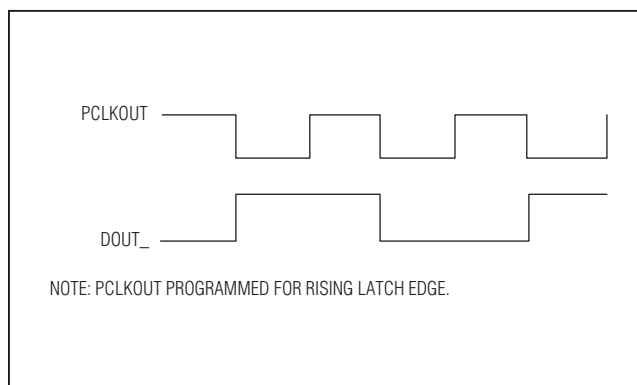 PCLKOUT
DOUT_
NOTE: PCLKOUT PROGRAMMED FOR RISING LATCH EDGE.